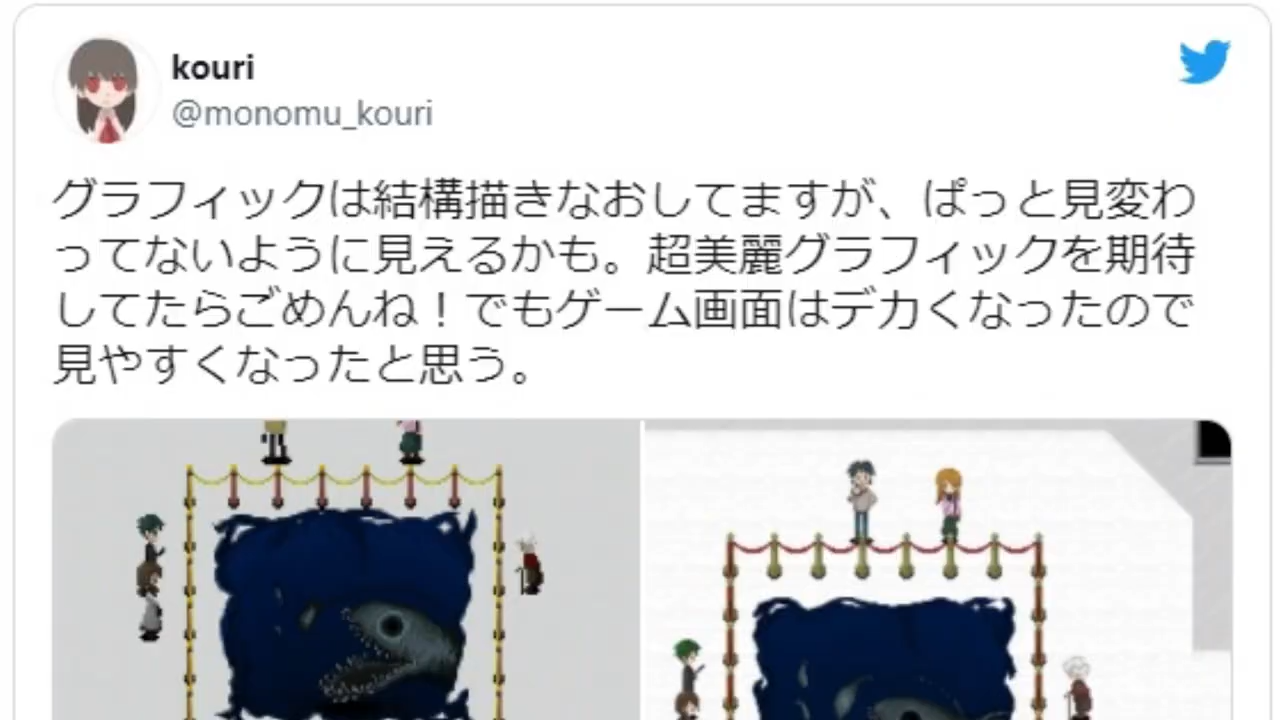 kouri
@monomu_kouri
グラフィックは結構描きなおしてますが、ぱっと見変わ
ってないように見えるかも。超美麗グラフィックを期待
してたらごめんね！でもゲーム画面はデカくなったので
見やすくなったと思う。